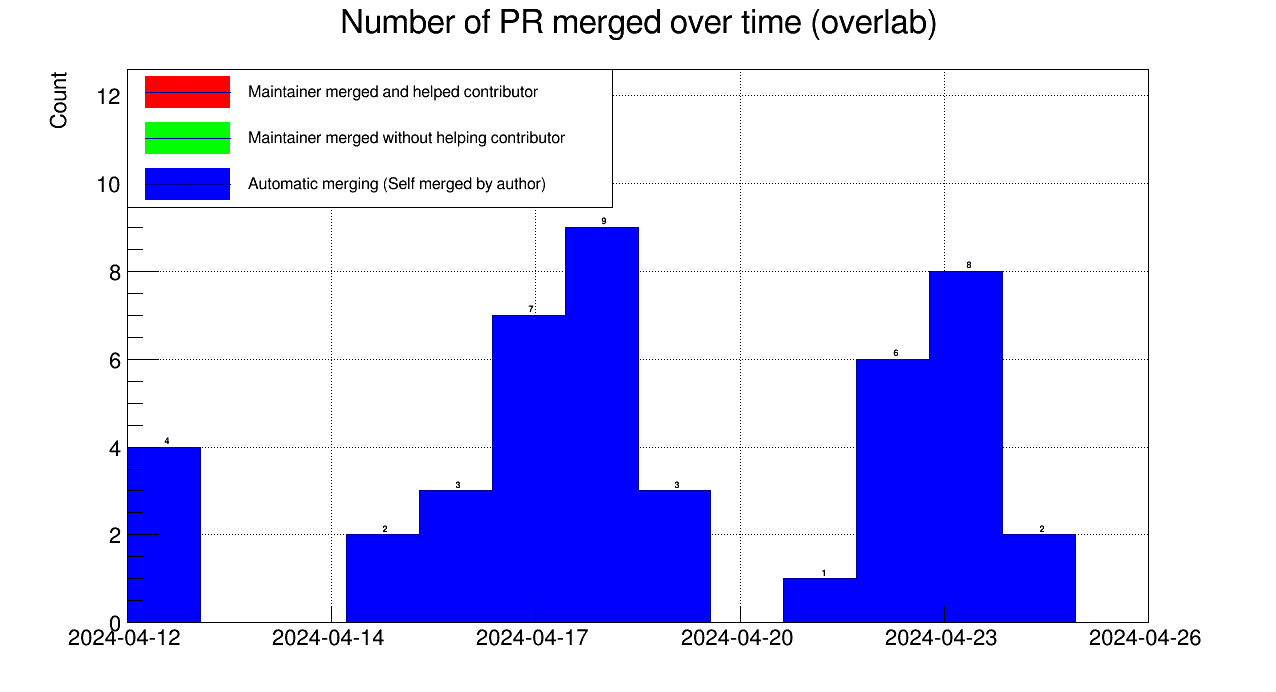 Number of PR merged over time (overlab)
Count
Maintainer merged and helped contributor
Maintainer merged without helping contributor
Automatic merging (Self merged by author)
12
10
8
6
4
2
0
4
2
3
7
9
3
1
6
8
2
2024-04-12 2024-04-14 2024-04-17 2024-04-20 2024-04-23 2024-04-26